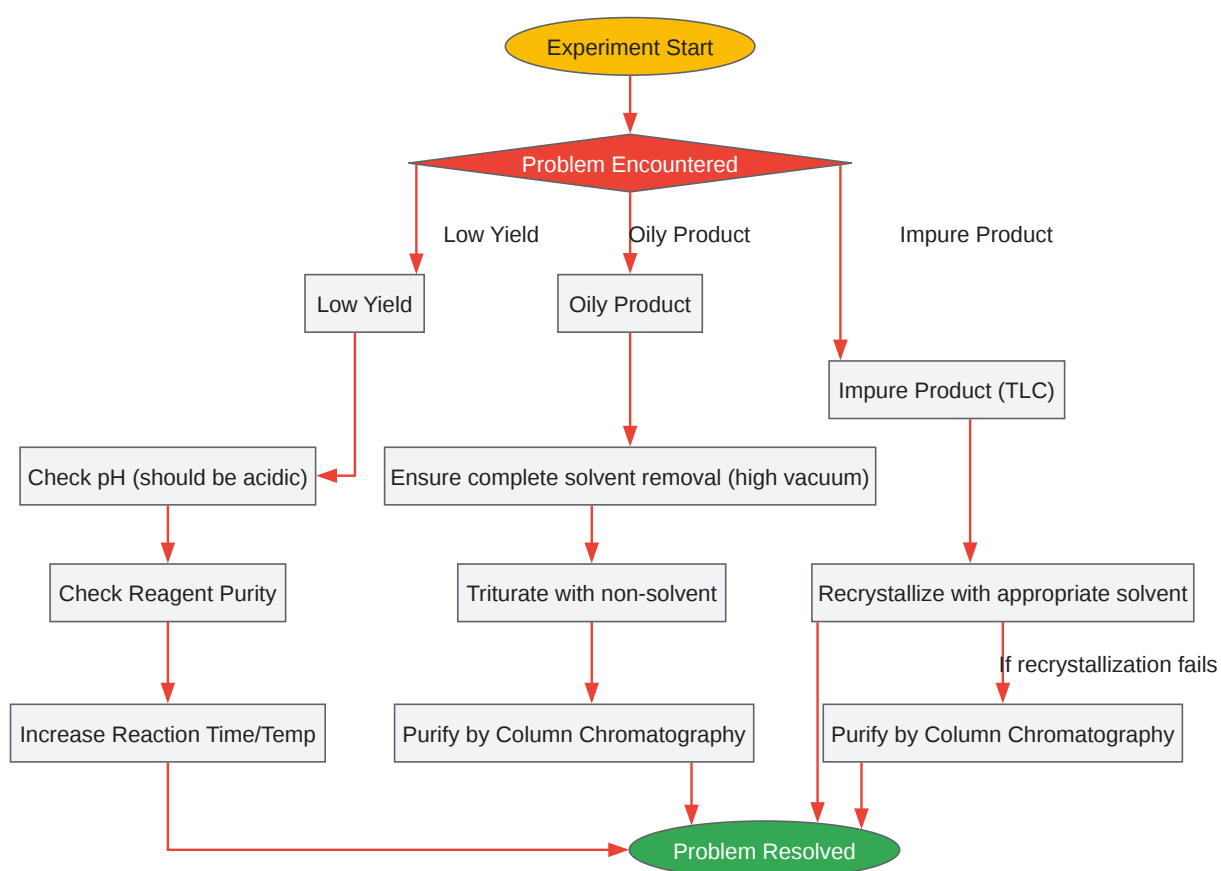 Experiment Start
Problem Encountered
Low Yield
Oily Product
Impure Product
Low Yield
Oily Product
Impure Product (TLC)
Check pH (should be acidic)
Ensure complete solvent removal (high vacuum)
Check Reagent Purity
Triturate with non-solvent
Recrystallize with appropriate solvent
If recrystallization fails
Increase Reaction Time/Temp
Purify by Column Chromatography
Purify by Column Chromatography
Problem Resolved